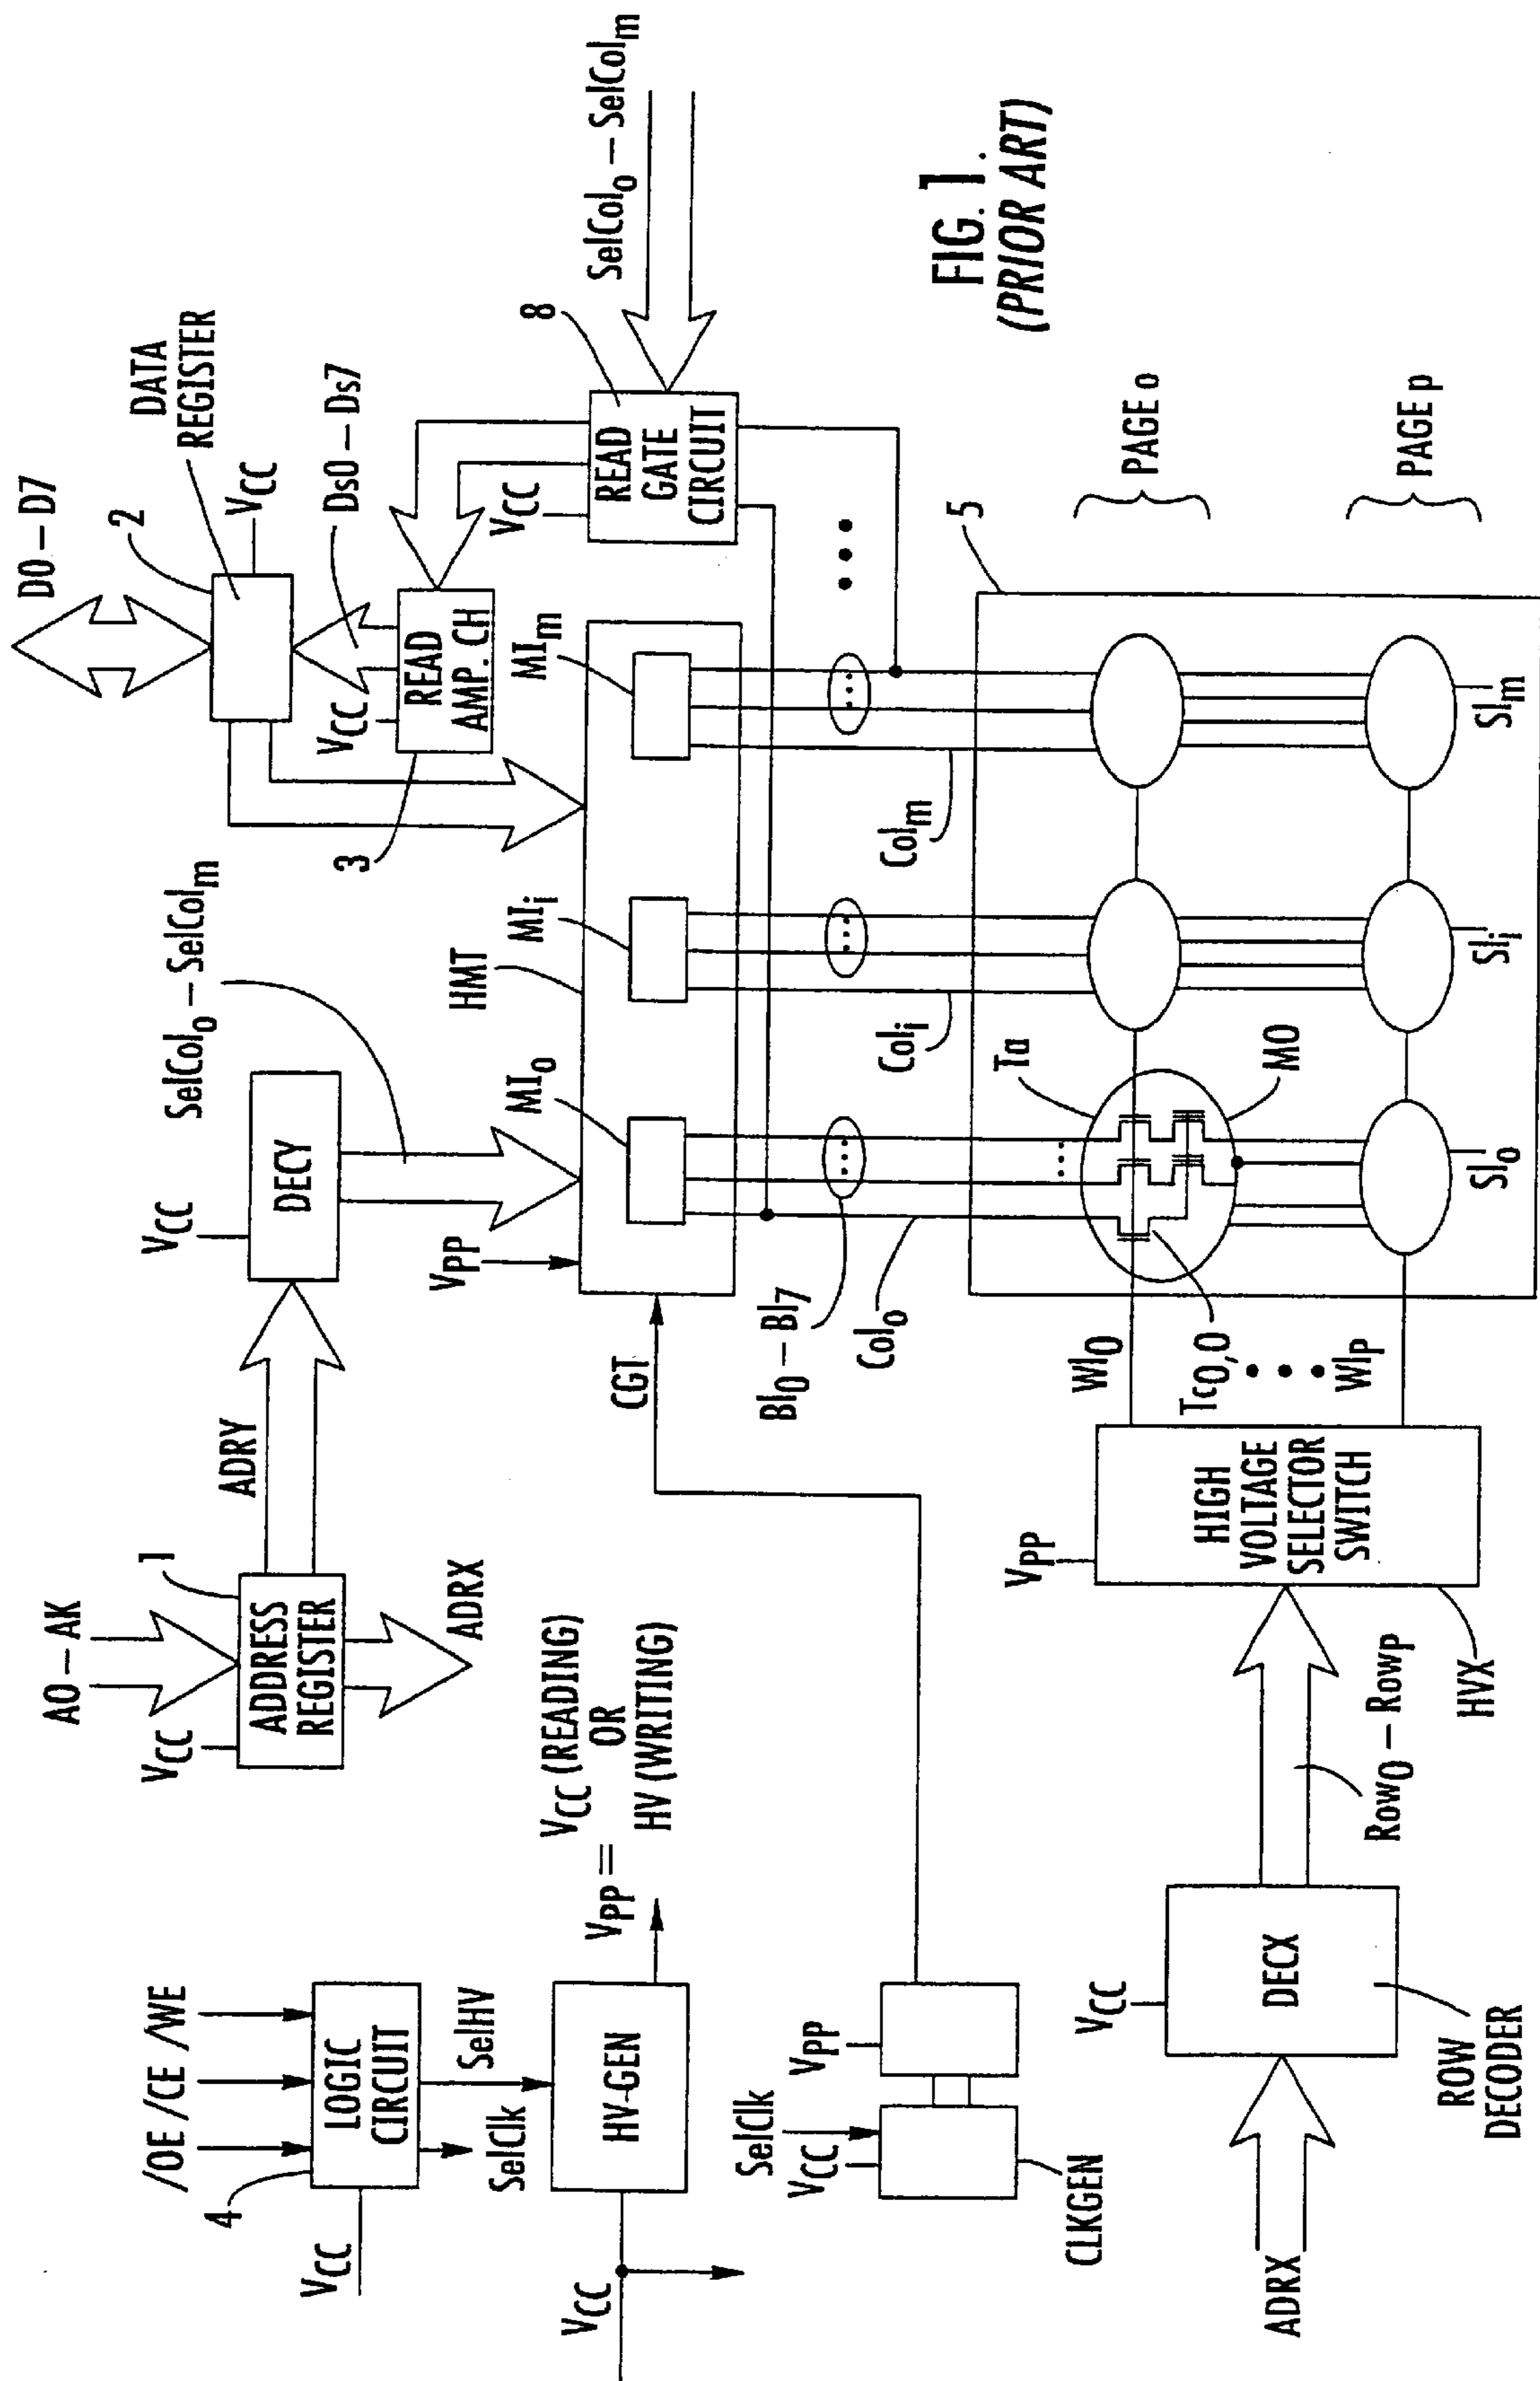 /OE /CE /WE
4
LOGIC
CIRCUIT
VCC
SelClk
SelHV
HV-GEN
VCC
VPP =
VCC (READING)
OR
HV (WRITING)
A0 – AK
VCC
1
ADDRESS
REGISTER
ADRY
ADRX
VCC
DECY
SelCol0 – SelColm
D0 – D7
2
DATA
REGISTER
VCC
Ds0 – Ds7
VCC
READ
AMP. CH
3
VPP
HMT
MI0
MIi
MIm
CGT
VCC
READ
GATE
CIRCUIT
8
SelCol0 – SelColm
SelClk
VCC
VPP
CLKGEN
Bl0 – Bl7
Col0
Coli
Colm
5
FIG. 1.
(PRIOR ART)
ADRX
VCC
DECX
ROW
DECODER
Row0 – Rowp
VPP
HIGH
VOLTAGE
SELECTOR
SWITCH
HVX
Wl0
Tc0,0
Wlp
Ta
M0
Sl0
Sli
Slm
PAGE o
PAGE p